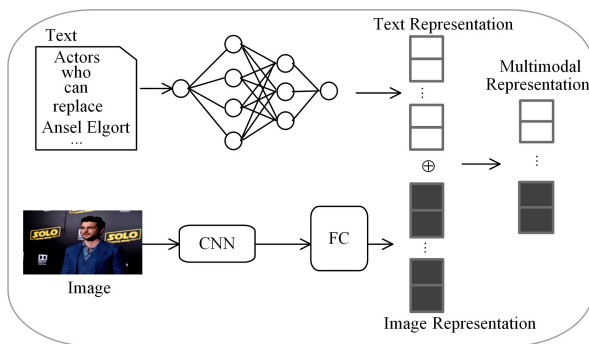 Text
Actors
who
can
replace
Ansel Elgort
...
Text Representation
...
Multimodal
Representation
...
⊕
SOLO
SOLO
CNN
FC
...
Image
Image Representation